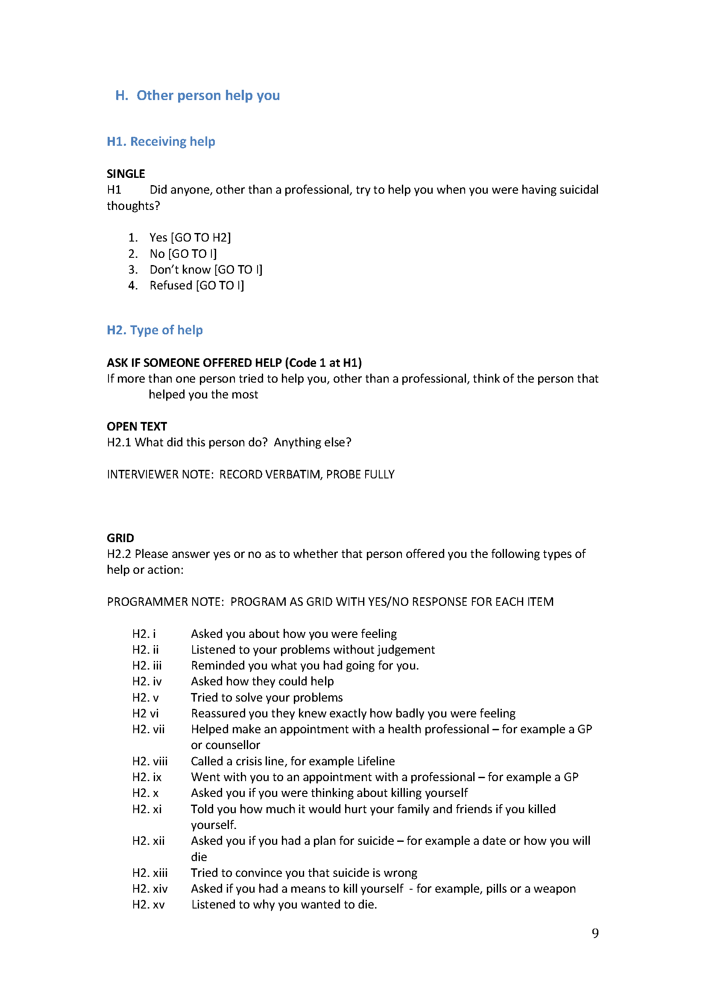 H. Other person help you
H1. Receiving help
SINGLE
H1 Did anyone, other than a professional, try to help you when you were having suicidal
thoughts?
1. Yes [GO TO H2]
2. No [GO TO I]
3. Don’t know [GO TO I]
4. Refused [GO TO I]
H2. Type of help
ASK IF SOMEONE OFFERED HELP (Code 1 at H1)
If more than one person tried to help you, other than a professional, think of the person that
helped you the most
OPEN TEXT
H2.1 What did this person do?  Anything else?
INTERVIEWER NOTE:  RECORD VERBATIM, PROBE FULLY
GRID
H2.2 Please answer yes or no as to whether that person offered you the following types of
help or action:
PROGRAMMER NOTE:  PROGRAM AS GRID WITH YES/NO RESPONSE FOR EACH ITEM
H2. i Asked you about how you were feeling
H2. ii Listened to your problems without judgement
H2. iii Reminded you what you had going for you.
H2. iv Asked how they could help
H2. v Tried to solve your problems
H2 vi Reassured you they knew exactly how badly you were feeling
H2. vii Helped make an appointment with a health professional – for example a GP
or counsellor
H2. viii Called a crisis line, for example Lifeline
H2. ix Went with you to an appointment with a professional – for example a GP
H2. x Asked you if you were thinking about killing yourself
H2. xi Told you how much it would hurt your family and friends if you killed
yourself.
H2. xii Asked you if you had a plan for suicide – for example a date or how you will
die
H2. xiii Tried to convince you that suicide is wrong
H2. xiv Asked if you had a means to kill yourself  - for example, pills or a weapon
H2. xv Listened to why you wanted to die.
9